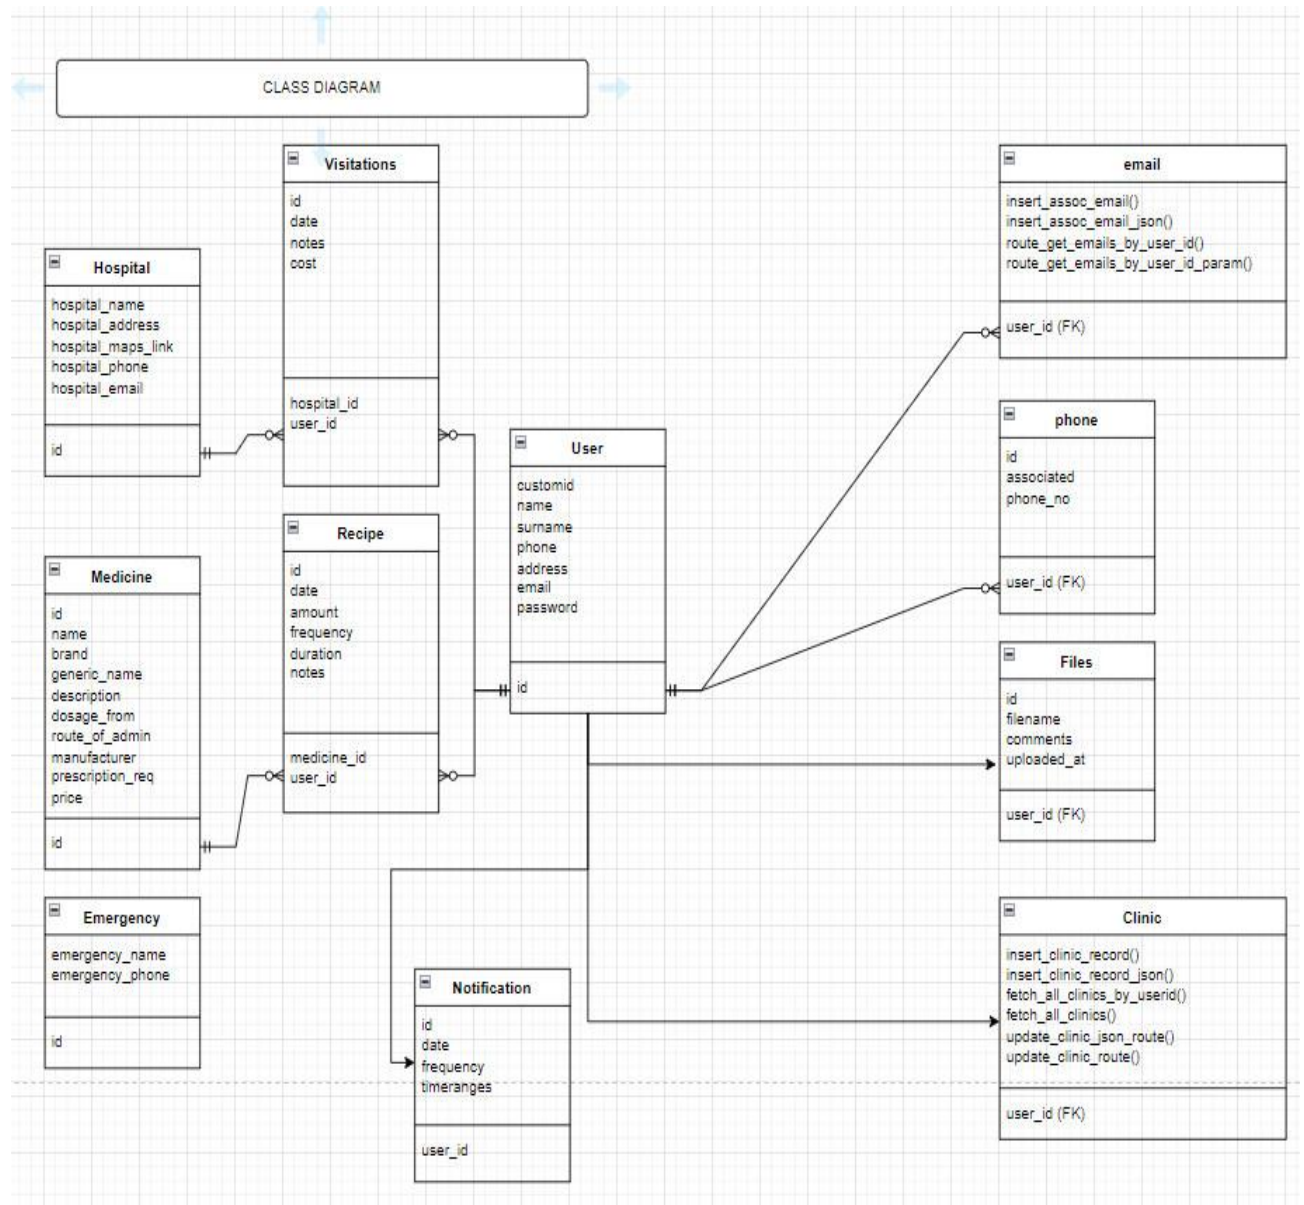 CLASS DIAGRAM
Visitations
id
date
notes
cost
hospital_id
user_id
Hospital
hospital_name
hospital_address
hospital_maps_link
hospital_phone
hospital_email
id
Recipe
id
date
amount
frequency
duration
notes
medicine_id
user_id
Medicine
id
name
brand
generic_name
description
dosage_from
route_of_admin
manufacturer
prescription_req
price
id
Emergency
emergency_name
emergency_phone
id
User
customid
name
surname
phone
address
email
password
id
Notification
id
date
frequency
timeranges
user_id
email
insert_assoc_email()
insert_assoc_email_json()
route_get_emails_by_user_id()
route_get_emails_by_user_id_param()
user_id (FK)
phone
id
associated
phone_no
user_id (FK)
Files
id
filename
comments
uploaded_at
user_id (FK)
Clinic
insert_clinic_record()
insert_clinic_record_json()
fetch_all_clinics_by_userid()
fetch_all_clinics()
update_clinic_json_route()
update_clinic_route()
user_id (FK)